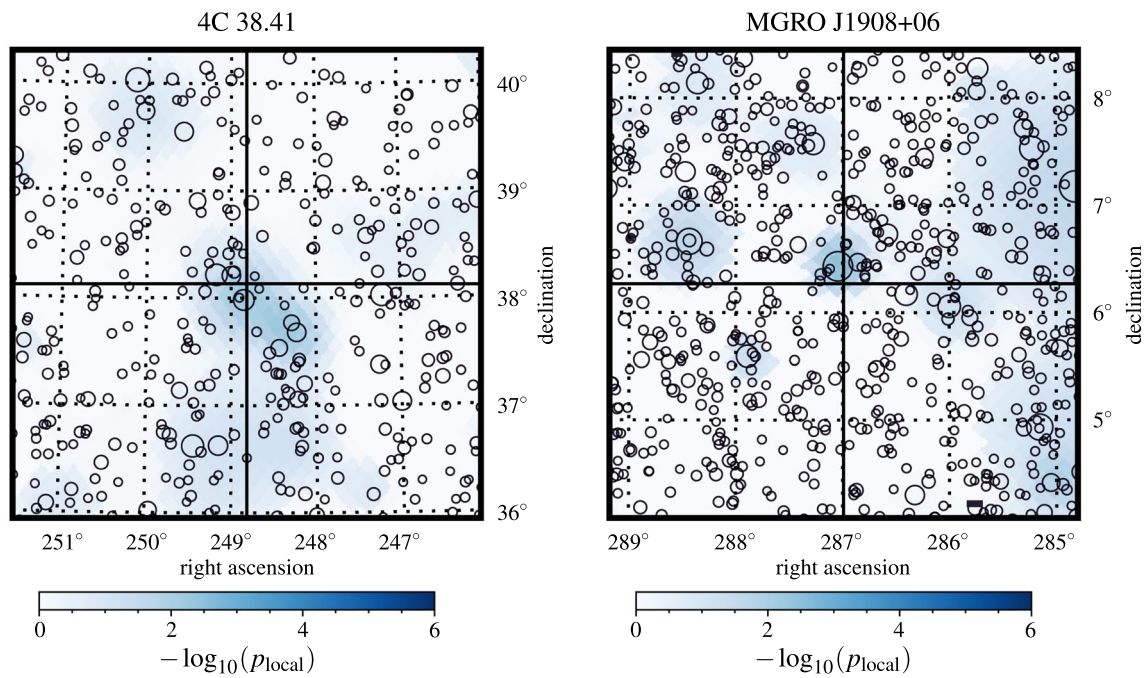 4C 38.41
MGRO J1908+06
40°
39°
38°
37°
36°
declination
251° 250° 249° 248° 247°
right ascension
0 2 4 6
−log₁₀(p_local)
8°
7°
6°
5°
declination
289° 288° 287° 286° 285°
right ascension
0 2 4 6
−log₁₀(p_local)